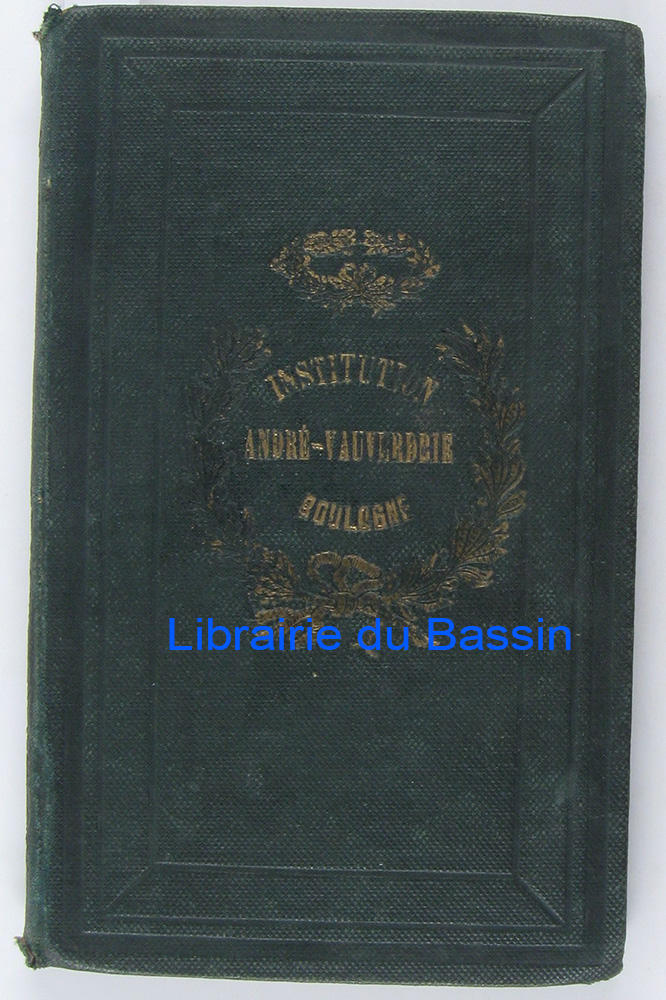 INSTITUTION
ANDRÉ-VAUVERDRIE
BOULOGNE
Librairie du Bassin